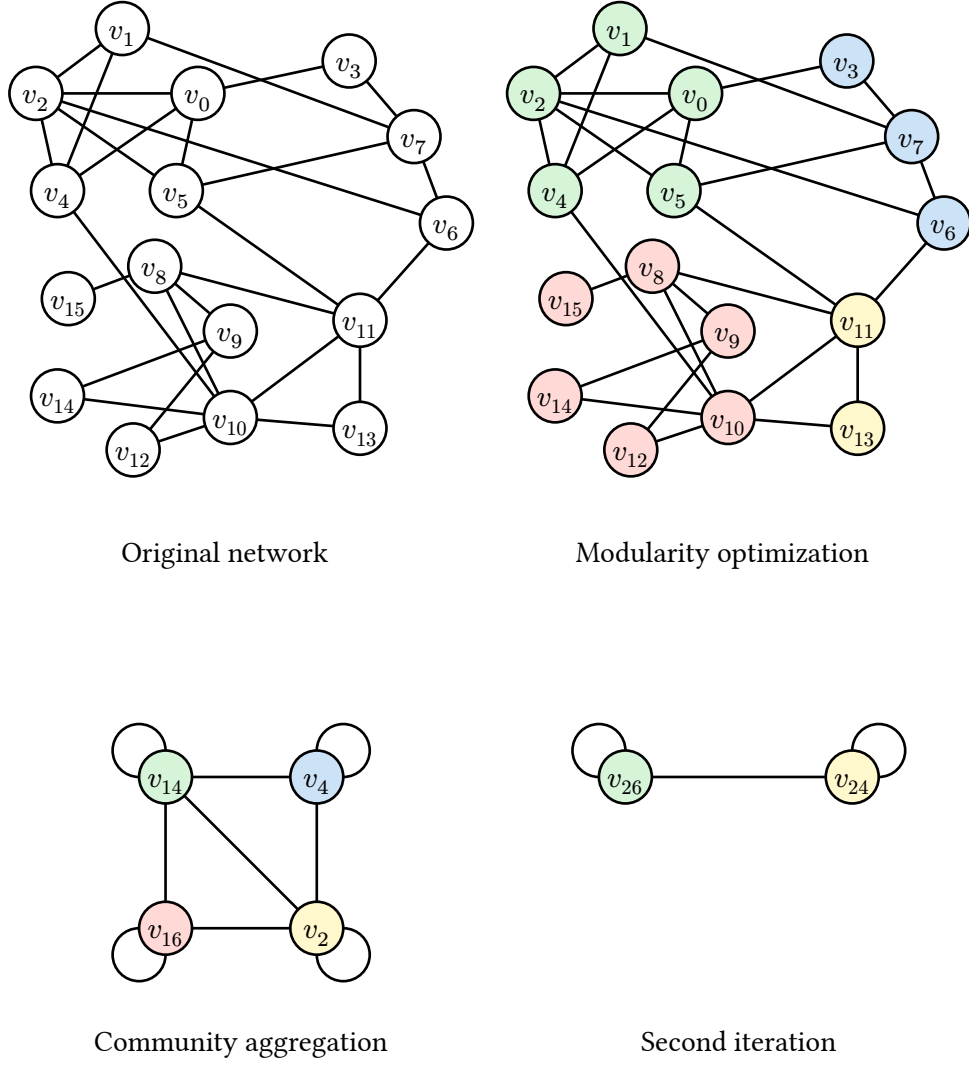 v1
v3
v2
v0
v7
v4
v5
v6
v8
v15
v11
v9
v14
v10
v13
v12
Original network
v1
v3
v2
v0
v7
v4
v5
v6
v8
v15
v11
v9
v14
v10
v13
v12
Modularity optimization
v14
v4
v16
v2
Community aggregation
v26
v24
Second iteration